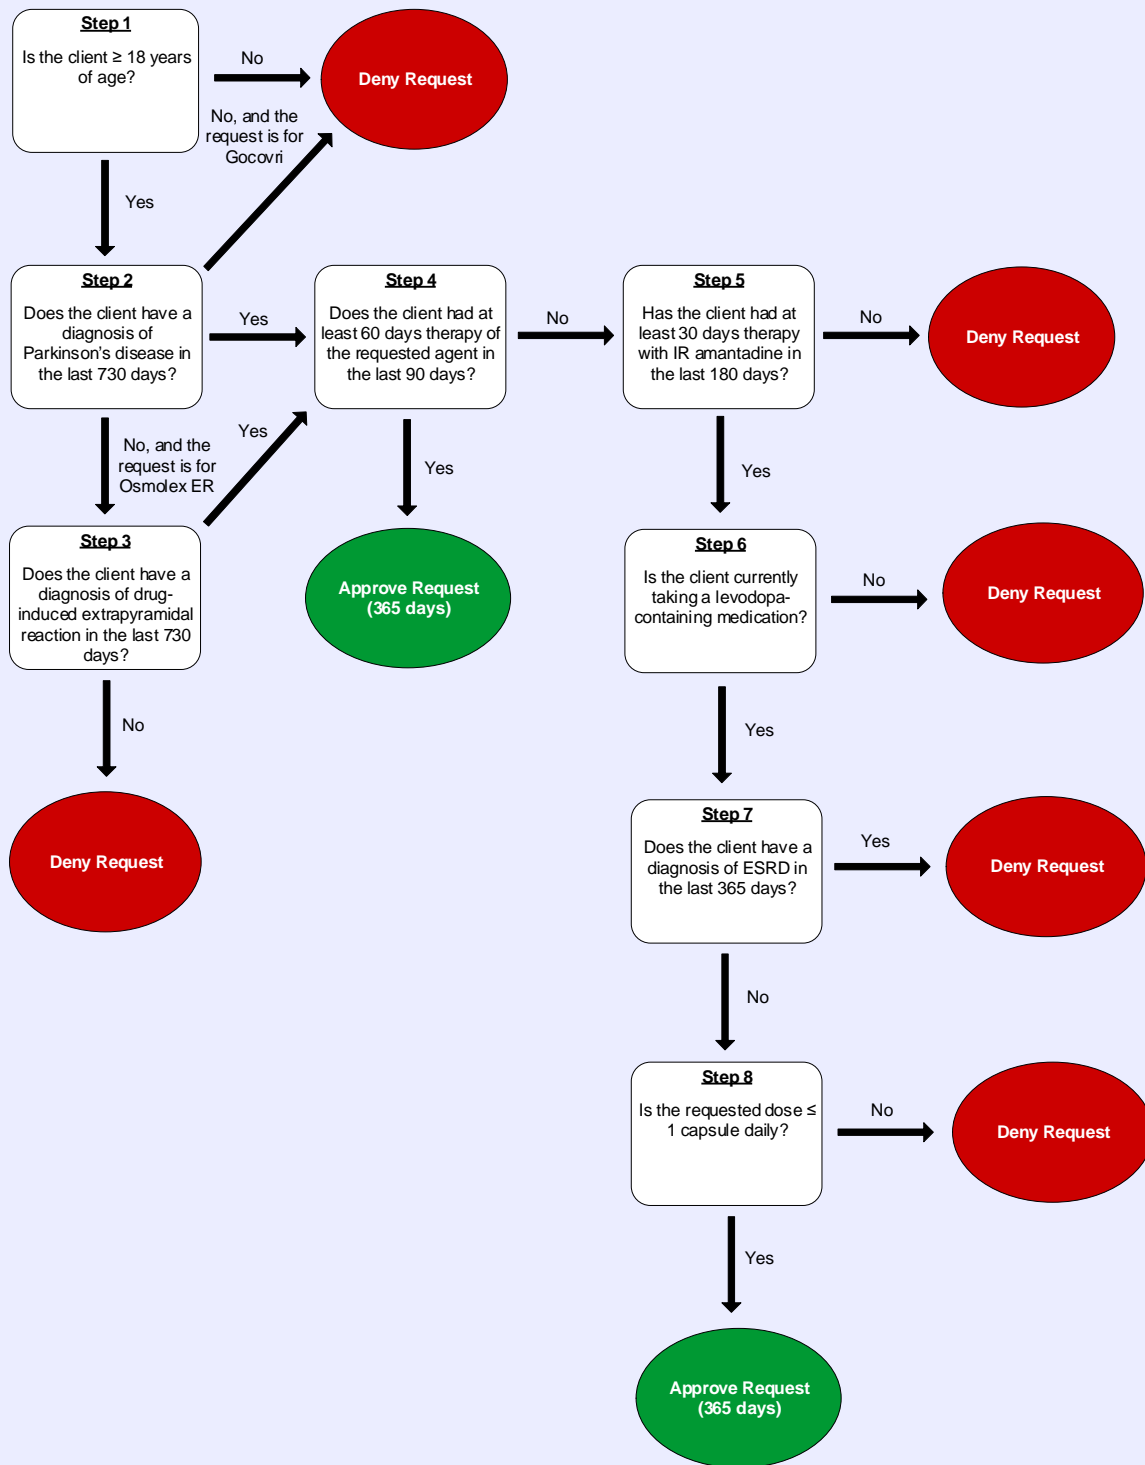 Step 1
Is the client ≥ 18 years
of age?
No
Deny Request
No, and the
request is for
Gocovri
Yes
Step 2
Does the client have a
diagnosis of
Parkinson's disease in
the last 730 days?
Yes
Step 4
Does the client had at
least 60 days therapy of
the requested agent in
the last 90 days?
No
Step 5
Has the client had at
least 30 days therapy
with IR amantadine in
the last 180 days?
No
Deny Request
No, and the
request is for
Osmolex ER
Yes
Yes
Yes
Step 3
Does the client have a
diagnosis of drug-
induced extrapyramidal
reaction in the last 730
days?
Approve Request
(365 days)
Step 6
Is the client currently
taking a levodopa-
containing medication?
No
Deny Request
No
Yes
Deny Request
Step 7
Does the client have a
diagnosis of ESRD in
the last 365 days?
Yes
Deny Request
No
Step 8
Is the requested dose ≤
1 capsule daily?
No
Deny Request
Yes
Approve Request
(365 days)